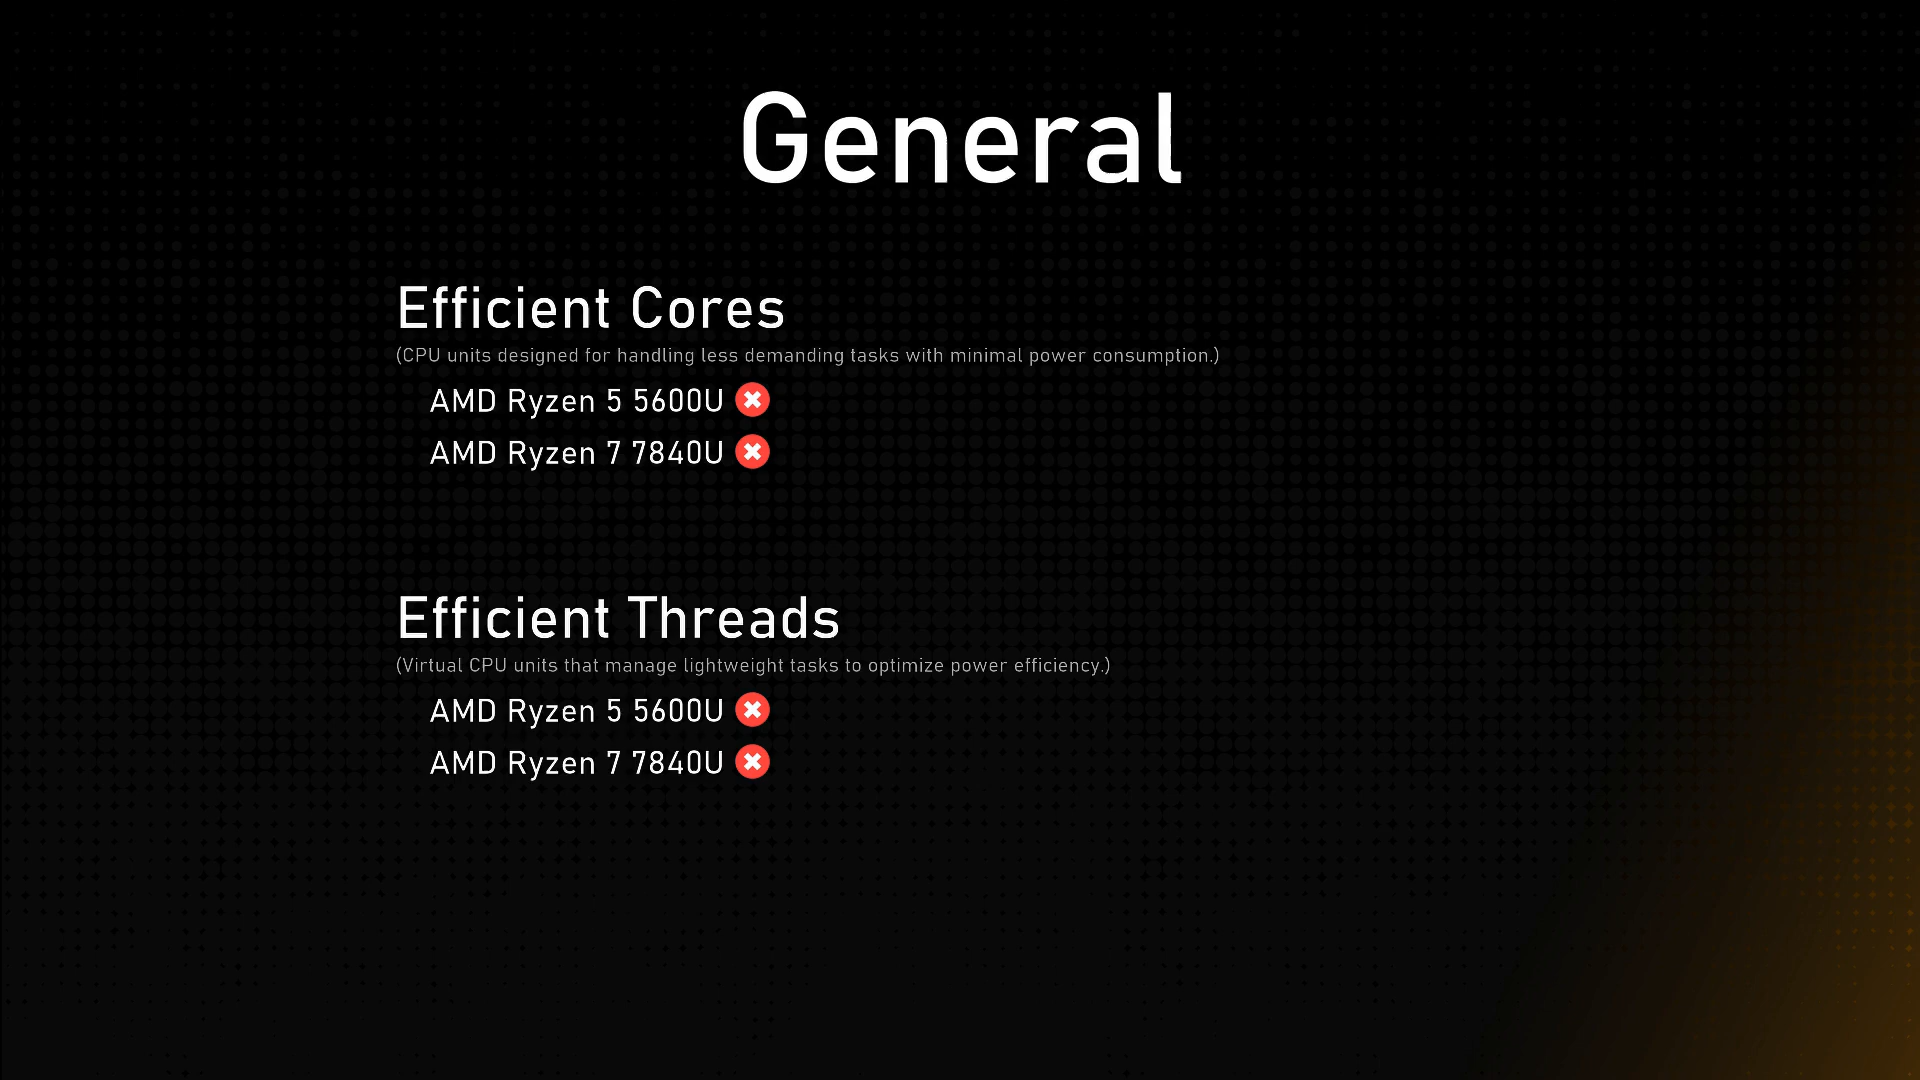 General
Efficient Cores
(CPU units designed for handling less demanding tasks with minimal power consumption.)
AMD Ryzen 5 5600U
AMD Ryzen 7 7840U
Efficient Threads
(Virtual CPU units that manage lightweight tasks to optimize power efficiency.)
AMD Ryzen 5 5600U
AMD Ryzen 7 7840U